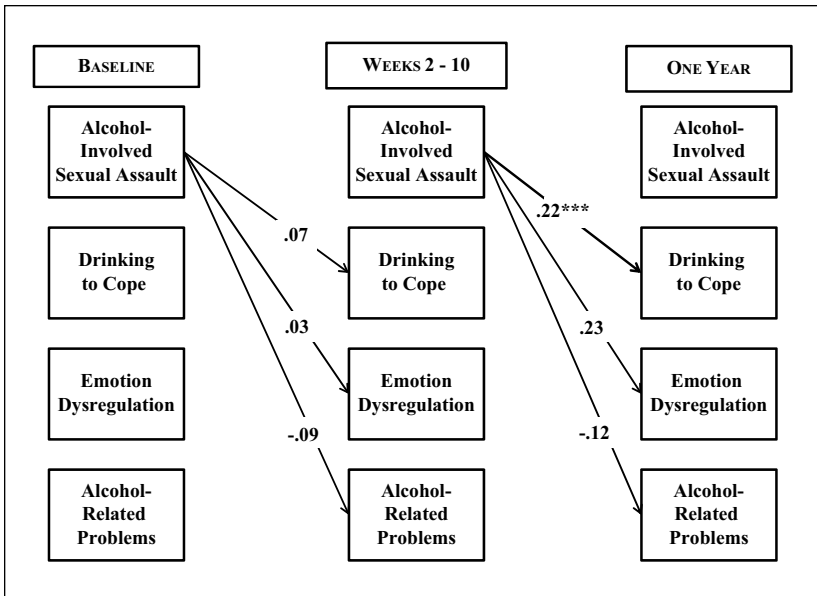 BASELINE
WEEKS 2 - 10
ONE YEAR
Alcohol-
Involved
Sexual Assault
Alcohol-
Involved
Sexual Assault
Alcohol-
Involved
Sexual Assault
.22***
.07
Drinking
to Cope
Drinking
to Cope
Drinking
to Cope
.03
.23
Emotion
Dysregulation
Emotion
Dysregulation
Emotion
Dysregulation
-.09
-.12
Alcohol-
Related
Problems
Alcohol-
Related
Problems
Alcohol-
Related
Problems